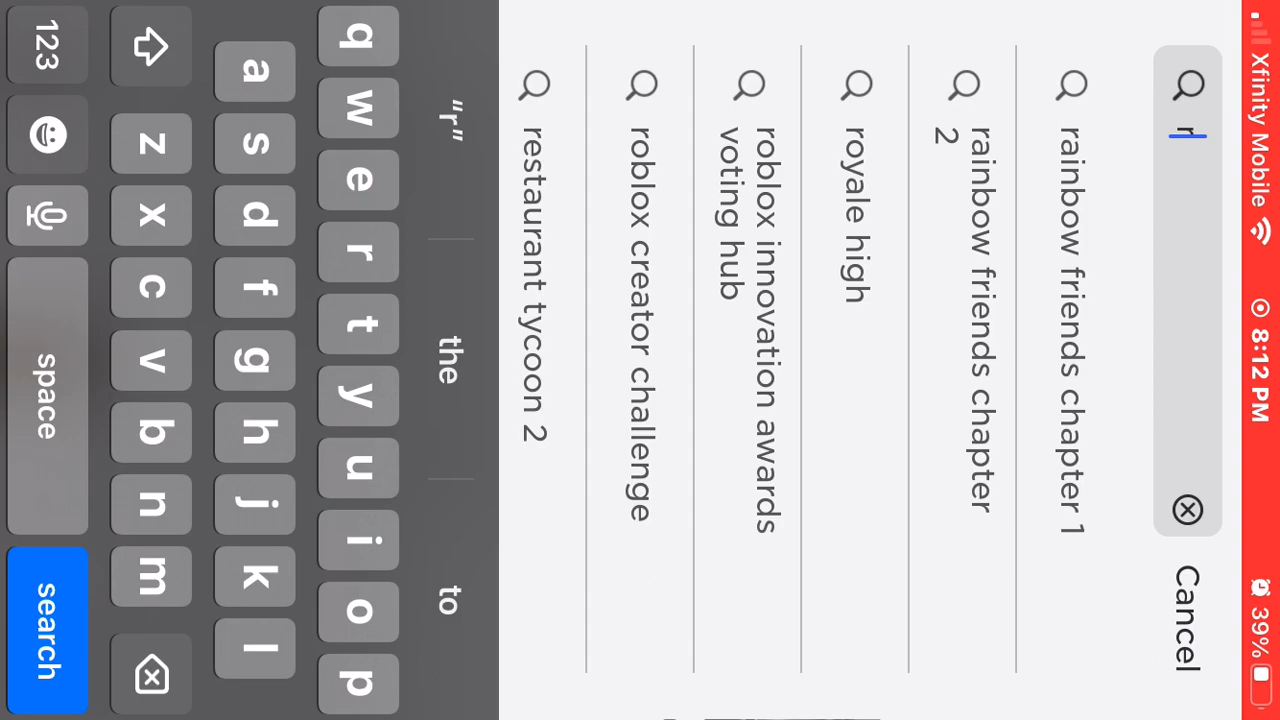 Xfinity Mobile 8:12 PM 39%
r Cancel
rainbow friends chapter 1
rainbow friends chapter
2
royale high
roblox innovation awards
voting hub
roblox creator challenge
restaurant tycoon 2
“r” the to
q w e r t y u i o p
a s d f g h j k l
z x c v b n m
123 space search